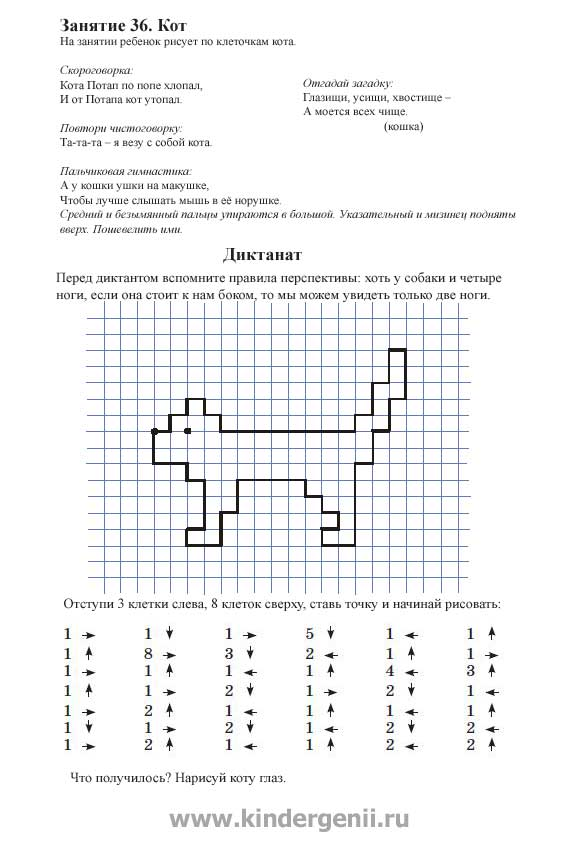 Занятие 36. Кот
На занятии ребенок рисует по клеточкам кота.
Скороговорка:
Кота Потап по попе хлопал,
И от Потапа кот утопал.
Отгадай загадку:
Глазищи, усищи, хвостище –
А моется всех чище.
(кошка)
Повтори чистоговорку:
Та-та-та – я везу с собой кота.
Пальчиковая гимнастика:
А у кошки ушки на макушке,
Чтобы лучше слышать мышь в её норушке.
Средний и безымянный пальцы упираются в большой. Указательный и мизинец подняты
вверх. Пошевелить ими.
Диктанат
Перед диктантом вспомните правила перспективы: хоть у собаки и четыре
ноги, если она стоит к нам боком, то мы можем увидеть только две ноги.
Отступи 3 клетки слева, 8 клеток сверху, ставь точку и начинай рисовать:
1 → 1 ↓ 1 → 5 ↓ 1 ← 1 ↑
1 ↑ 8 → 3 ↓ 2 ← 1 ↑ 1 →
1 → 1 ↑ 1 ← 1 ↑ 4 ← 3 ↑
1 ↑ 1 → 2 ↓ 1 → 2 ↓ 1 ←
1 → 2 ↑ 1 ← 1 ↑ 1 ← 1 ↑
1 ↓ 1 → 2 ↓ 1 ← 2 ↓ 2 ←
1 → 2 ↑ 1 ← 1 ↑ 2 ← 2 ↑
Что получилось? Нарисуй коту глаз.
www.kindergenii.ru